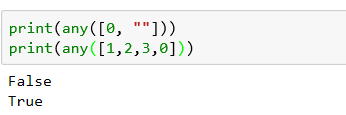 print(any([0, ""]))
print(any([1,2,3,0]))
False
True